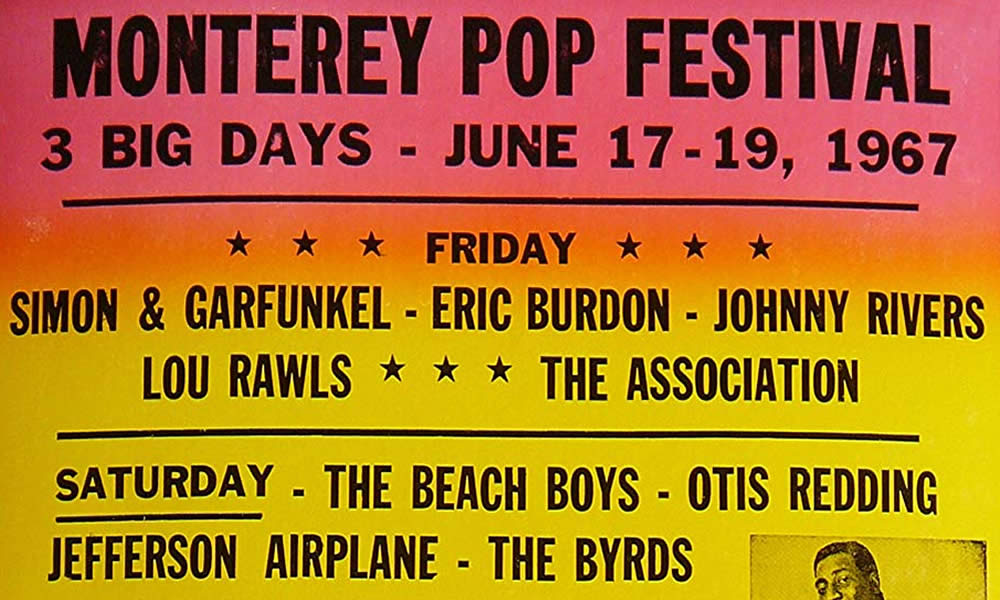 MONTEREY POP FESTIVAL
3 BIG DAYS - JUNE 17-19, 1967
★ ★ ★ FRIDAY ★ ★ ★
SIMON & GARFUNKEL - ERIC BURDON - JOHNNY RIVERS
LOU RAWLS ★ ★ ★ THE ASSOCIATION
SATURDAY - THE BEACH BOYS - OTIS REDDING
JEFFERSON AIRPLANE - THE BYRDS